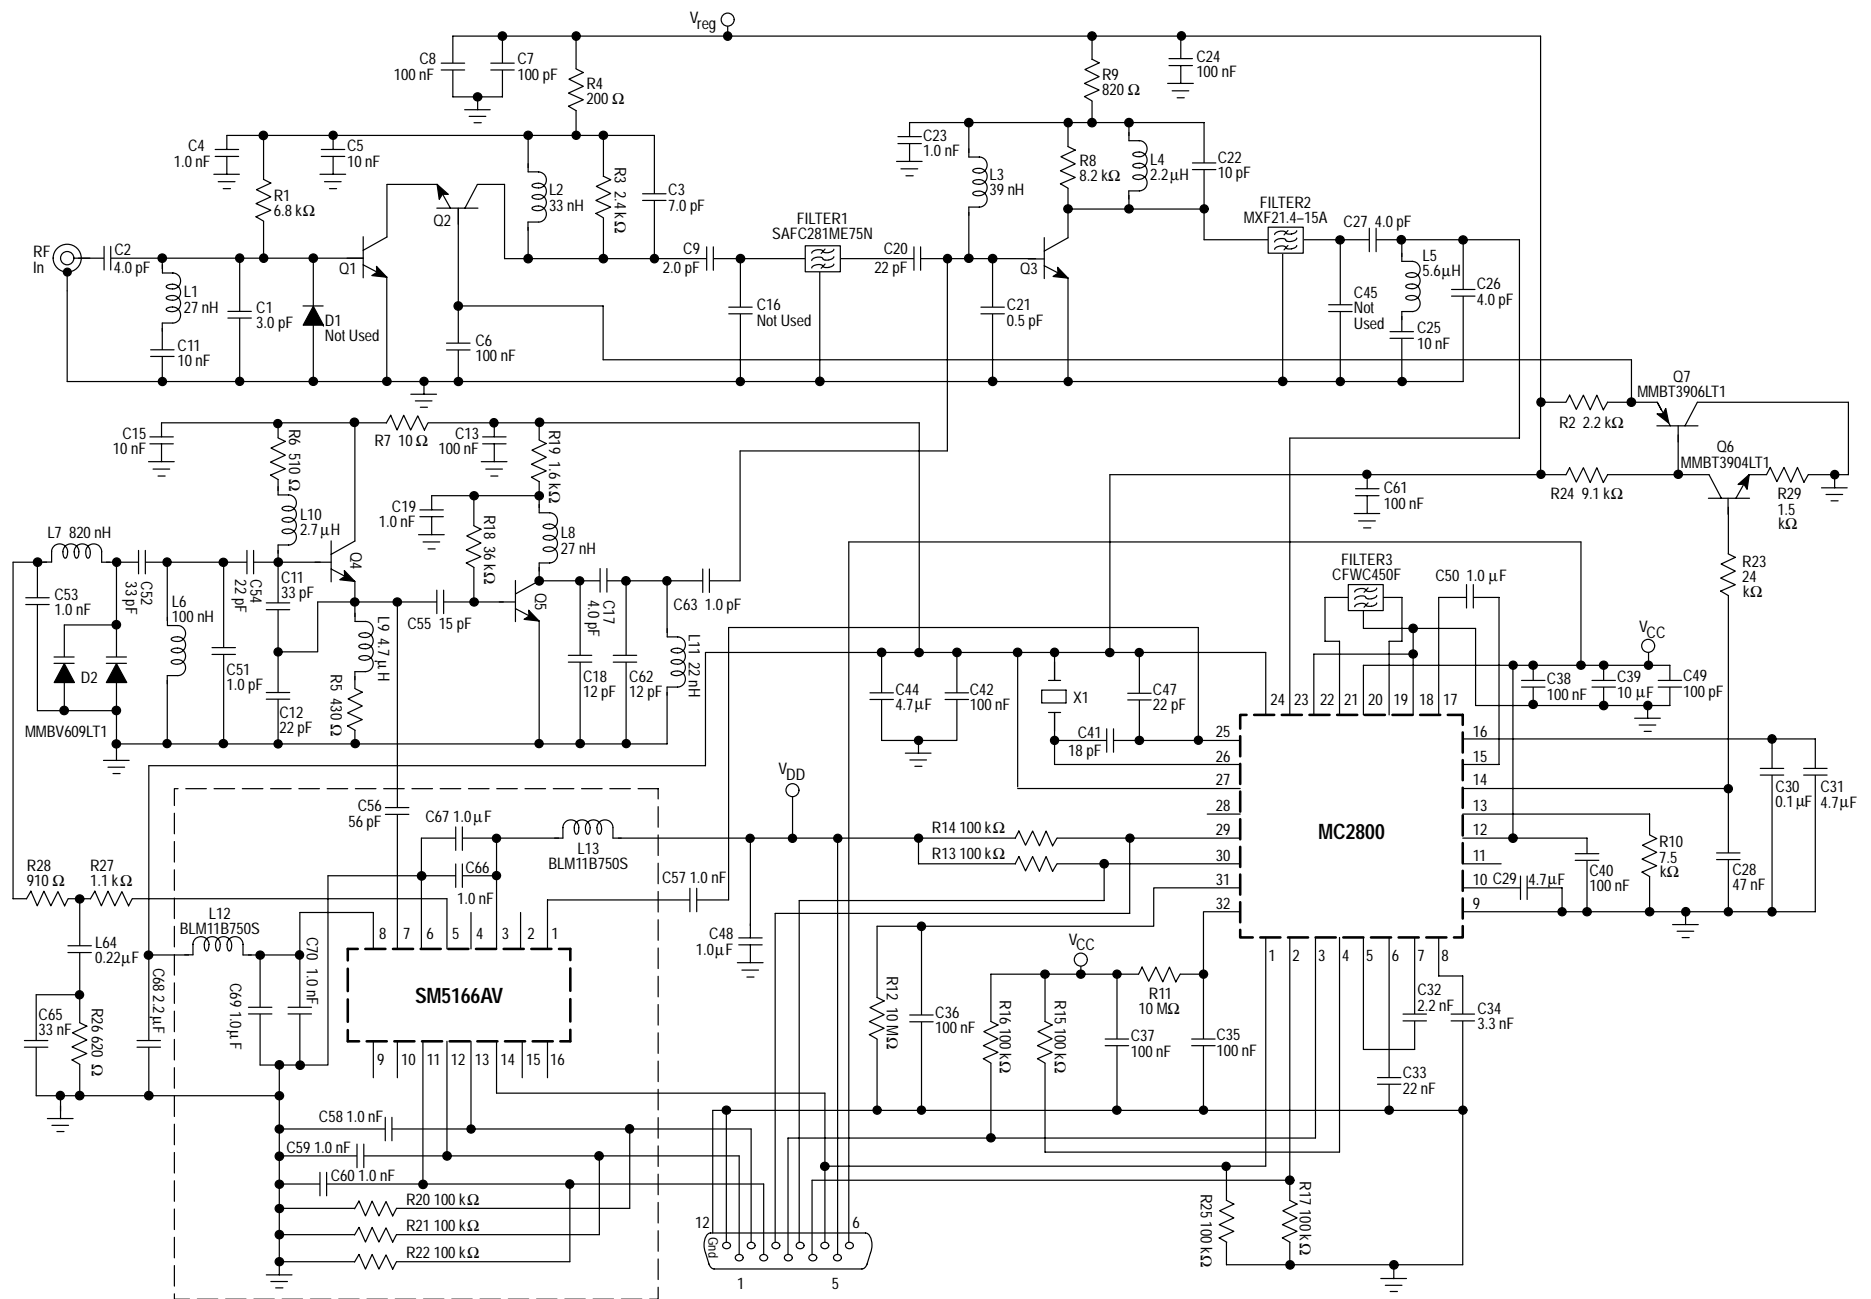 Vreg
C8
100 nF
C7
100 pF
R4
200 Ω
R9
820 Ω
C24
100 nF
C4
1.0 nF
C5
10 nF
R1
6.8 kΩ
Q2
L2
33 nH
R3 2.4 kΩ
C3
7.0 pF
C23
1.0 nF
L3
39 nH
R8
8.2 kΩ
L4
2.2 µH
C22
10 pF
RF
In
C2
4.0 pF
Q1
C9
2.0 pF
FILTER1
SAFC281ME75N
C20
22 pF
Q3
FILTER2
MXF21.4–15A
C27 4.0 pF
L1
27 nH
C11
10 nF
C1
3.0 pF
D1
Not Used
C6
100 nF
C16
Not Used
C21
0.5 pF
C45
Not
Used
L5
5.6 µH
C25
10 nF
C26
4.0 pF
Q7
MMBT3906LT1
R2 2.2 kΩ
Q6
MMBT3904LT1
R24 9.1 kΩ
R29
1.5
kΩ
R23
24
kΩ
C61
100 nF
C15
10 nF
R6 510 Ω
R7 10 Ω
C13
100 nF
R19 1.6 kΩ
C19
1.0 nF
R18 36 kΩ
L8
27 nH
L10
2.7 µH
Q4
L7 820 nH
C53
1.0 nF
C52
33 pF
L6
100 nH
C54
22 pF
C51
1.0 pF
C11
33 pF
C12
22 pF
D2
MMBV609LT1
L9 4.7 µH
R5 430 Ω
C55 15 pF
Q5
C17
4.0 pF
C63 1.0 pF
C18
12 pF
C62
12 pF
L11 22 nH
FILTER3
CFWC450F
C50 1.0 µF
VCC
C38
100 nF
C39
10 µF
C49
100 pF
C44
4.7 µF
C42
100 nF
X1
C47
22 pF
C41
18 pF
24 23 22 21 20 19 18 17
25
26
27
28
29
30
31
32
MC2800
16
15
14
13
12
11
10
9
1 2 3 4 5 6 7 8
C30
0.1 µF
C31
4.7 µF
R10
7.5
kΩ
C28
47 nF
C40
100 nF
C29 4.7 µF
VDD
C56
56 pF
C67 1.0 µF
C66
1.0 nF
L13
BLM11B750S
R14 100 kΩ
R13 100 kΩ
C57 1.0 nF
C48
1.0 µF
R28
910 Ω
R27
1.1 kΩ
L12
BLM11B750S
L64
0.22 µF
C65
33 nF
R26 620 Ω
C68 2.2 µF
C69 1.0 µF
C70 1.0 nF
8 7 6 5 4 3 2 1
SM5166AV
9 10 11 12 13 14 15 16
VCC
R12 10 MΩ
C36
100 nF
R16 100 kΩ
R15 100 kΩ
C37
100 nF
R11
10 MΩ
C35
100 nF
C32
2.2 nF
C34
3.3 nF
C33
22 nF
C58 1.0 nF
C59 1.0 nF
C60 1.0 nF
R20 100 kΩ
R21 100 kΩ
R22 100 kΩ
R25 100 kΩ
R17 100 kΩ
12
Gnd
6
1
5